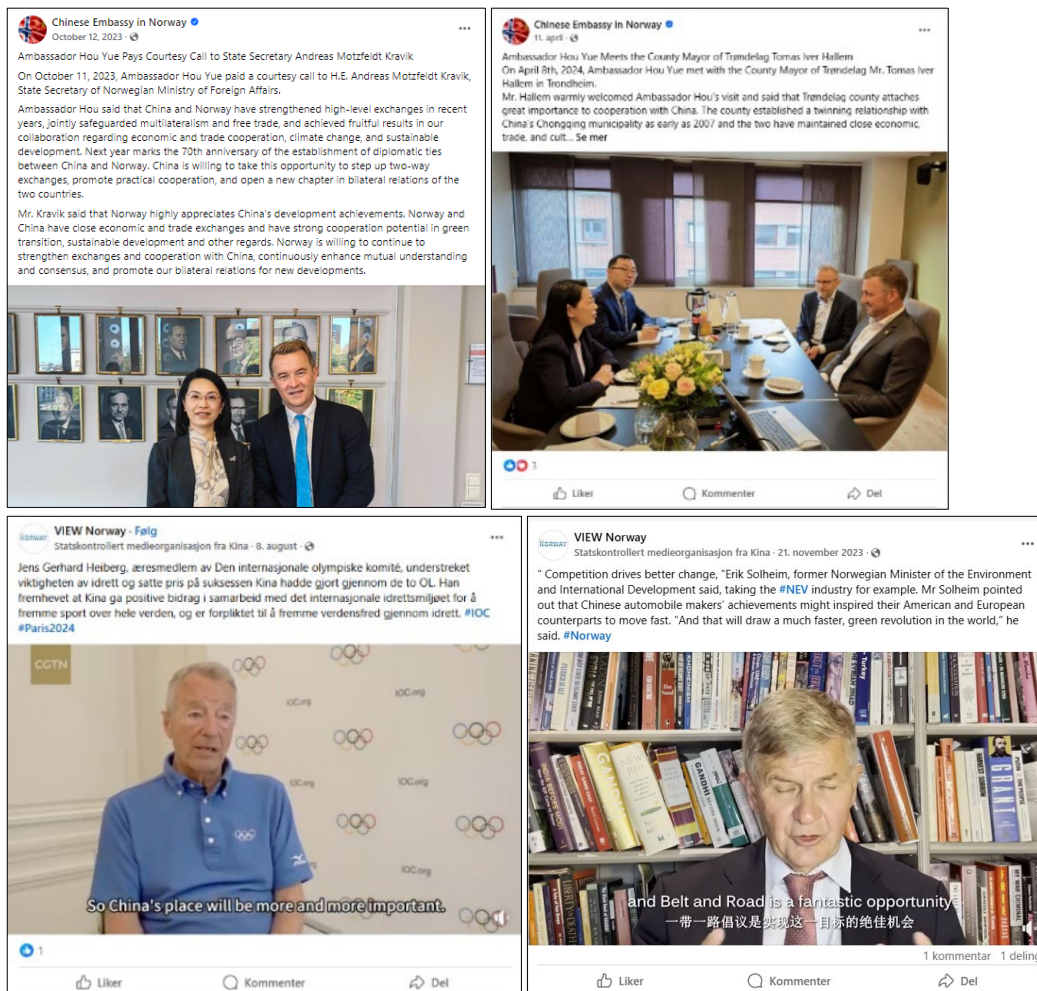 Chinese Embassy in Norway
October 12, 2023 ·
Ambassador Hou Yue Pays Courtesy Call to State Secretary Andreas Motzfeldt Kravik
On October 11, 2023, Ambassador Hou Yue paid a courtesy call to H.E. Andreas Motzfeldt Kravik,
State Secretary of Norwegian Ministry of Foreign Affairs.
Ambassador Hou said that China and Norway have strengthened high-level exchanges in recent
years, jointly safeguarded multilateralism and free trade, and achieved fruitful results in our
collaboration regarding economic and trade cooperation, climate change, and sustainable
development. Next year marks the 70th anniversary of the establishment of diplomatic ties
between China and Norway. China is willing to take this opportunity to step up two-way
exchanges, promote practical cooperation, and open a new chapter in bilateral relations of the
two countries.
Mr. Kravik said that Norway highly appreciates China's development achievements. Norway and
China have close economic and trade exchanges and have strong cooperation potential in green
transition, sustainable development and other regards. Norway is willing to continue to
strengthen exchanges and cooperation with China, continuously enhance mutual understanding
and consensus, and promote our bilateral relations for new developments.
Chinese Embassy in Norway
11. april ·
Ambassador Hou Yue Meets the County Mayor of Trøndelag Tomas Iver Hallem
On April 8th, 2024, Ambassador Hou Yue met with the County Mayor of Trøndelag Mr. Tomas Iver
Hallem in Trondheim.
Mr. Hallem warmly welcomed Ambassador Hou's visit and said that Trøndelag county attaches
great importance to cooperation with China. The county established a twinning relationship with
China's Chongqing municipality as early as 2007 and the two have maintained close economic,
trade, and cult... Se mer
3
Liker Kommenter Del
VIEW Norway · Følg
Statskontrollert medieorganisasjon fra Kina · 8. august ·
Jens Gerhard Heiberg, æresmedlem av Den internasjonale olympiske komité, understreket
viktigheten av idrett og satte pris på suksessen Kina hadde gjort gjennom de to OL. Han
fremhevet at Kina ga positive bidrag i samarbeid med det internasjonale idrettsmiljøet for å
fremme sport over hele verden, og er forpliktet til å fremme verdensfred gjennom idrett. #IOC
#Paris2024
CGTN
IOC.org
IOC.org
IOC.org
IOC.org
IOC.org
So China's place will be more and more important.
1
Liker Kommenter Del
NORWAY
VIEW Norway
Statskontrollert medieorganisasjon fra Kina · 21. november 2023 ·
" Competition drives better change, "Erik Solheim, former Norwegian Minister of the Environment
and International Development said, taking the #NEV industry for example. Mr Solheim pointed
out that Chinese automobile makers' achievements might inspired their American and European
counterparts to move fast. "And that will draw a much faster, green revolution in the world," he
said. #Norway
Turkey
INDIA BEFORE MODI
GANDHI
GRANT
and Belt and Road is a fantastic opportunity
一带一路倡议是实现这一目标的绝佳机会
1 kommentar 1 deling
Liker Kommenter Del